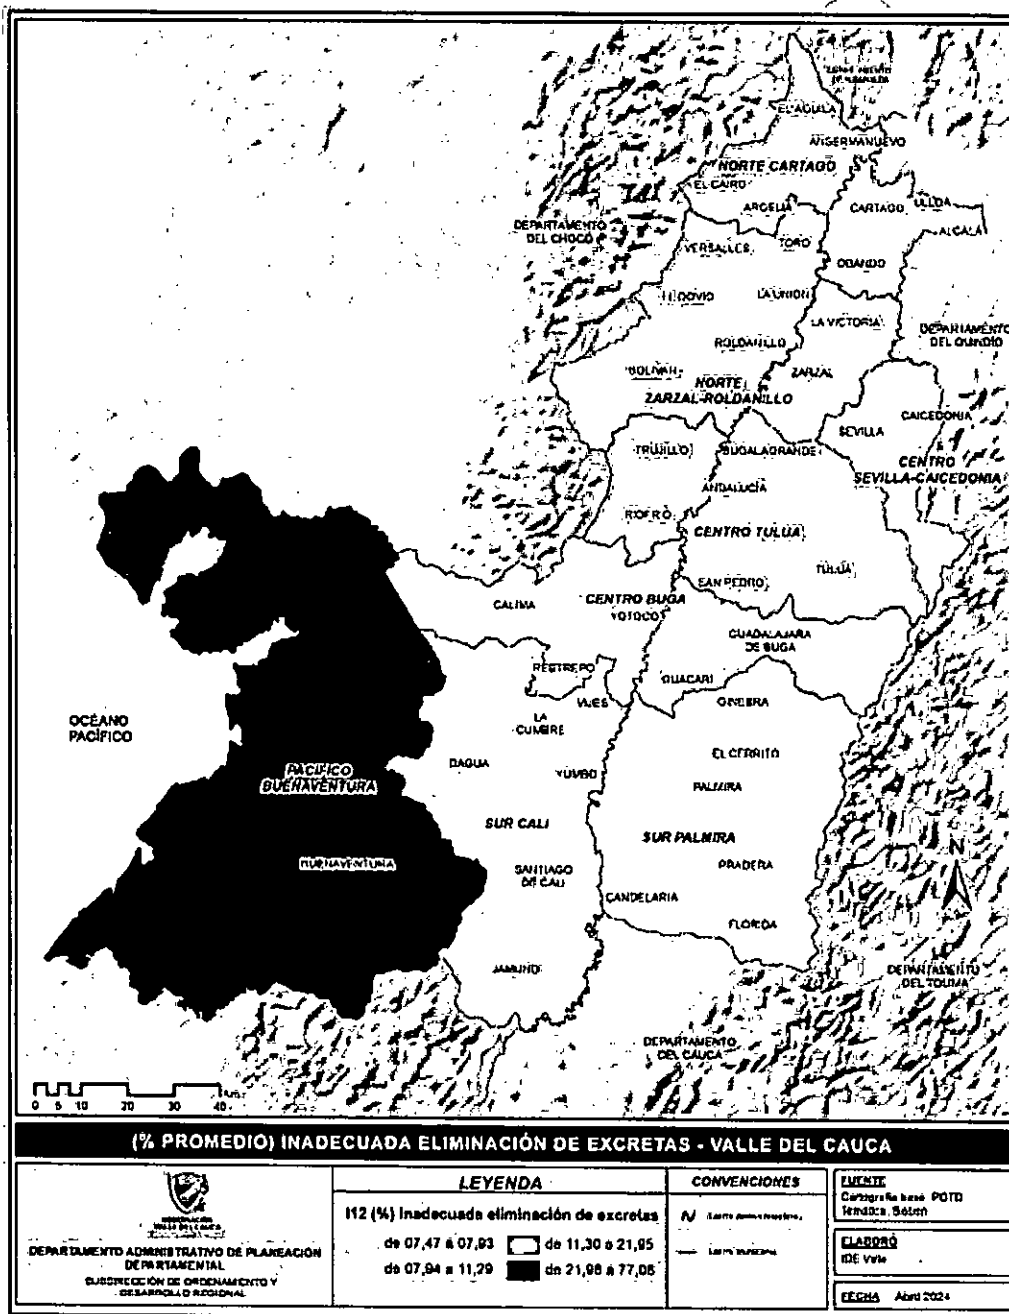 EL AGUILA
ANSERMANUEVO
NORTE CARTAGO
EL CAIRO
ARGELIA
CARTAGO
ULLOA
DEPARTAMENTO
DEL CHOCÓ
ALCALÁ
VERSALLES
TORO
OBANDO
LA UNIÓN
LA VICTORIA
DEPARTAMENTO
DEL QUINDÍO
ROLDANILLO
BOLÍVAR
ZARZAL
NORTE
ZARZAL-ROLDANILLO
CAICEDONIA
SEVILLA
TRUJILLO
BUGALAGRANDE
CENTRO
SEVILLA-CAICEDONIA
ANDALUCÍA
RIOFRÍO
CENTRO TULUA
TULUÁ
SAN PEDRO
CALIMA
CENTRO BUGA
YOTOCO
GUADALAJARA
DE BUGA
RESTREPO
GUACARÍ
GINEBRA
VIJES
LA
CUMBRE
OCÉANO
PACÍFICO
EL CERRITO
DAGUA
YUMBO
PACIFICO
BUENAVENTURA
PALMIRA
SUR CALI
SUR PALMIRA
N
BUENAVENTURA
PRADERA
SANTIAGO
DE CALI
CANDELARIA
FLORIDA
JAMUNDÍ
DEPARTAMENTO
DEL TOLIMA
DEPARTAMENTO
DEL CAUCA
0 5 10 20 30 40
(% PROMEDIO) INADECUADA ELIMINACIÓN DE EXCRETAS - VALLE DEL CAUCA
DEPARTAMENTO ADMINISTRATIVO DE PLANEACIÓN
DEPARTAMENTAL
SUBDIRECCIÓN DE ORDENAMIENTO Y
DESARROLLO REGIONAL
LEYENDA
I12 (%) Inadecuada eliminación de excretas
de 07,47 a 07,93 de 11,30 a 21,95
de 07,94 a 11,29 de 21,96 a 77,06
CONVENCIONES
FUENTE
Cartografía base POTD
ELABORÓ
IDE Valle
FECHA Abril 2024